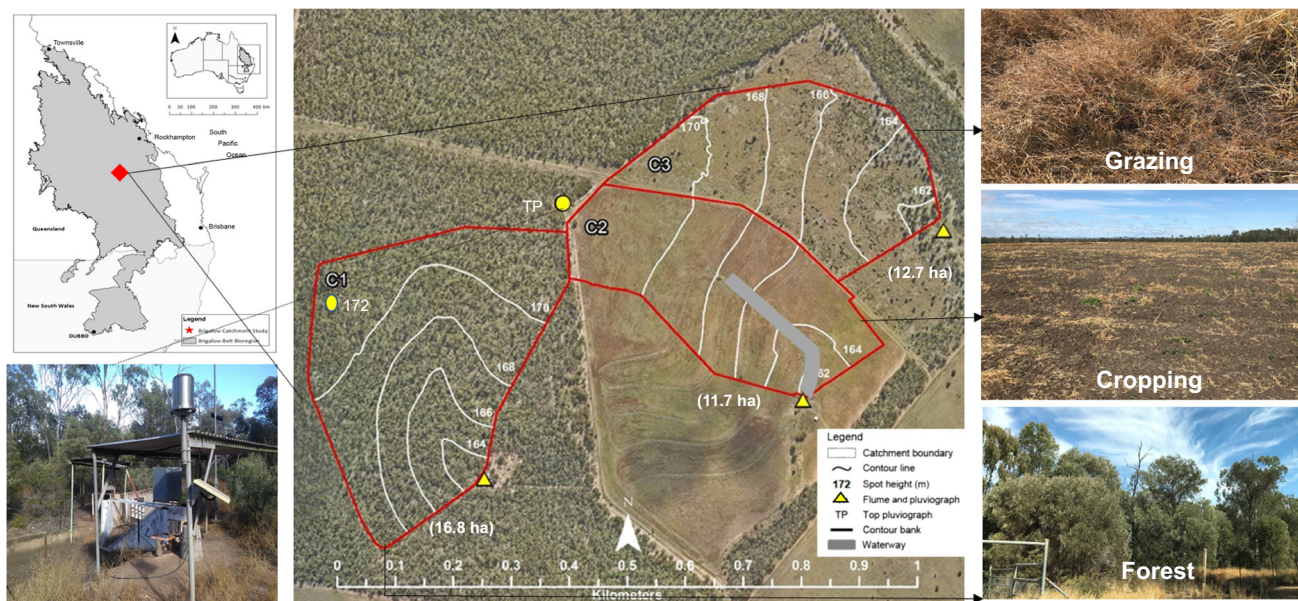 Townsville
N
0 50 100 200 300 400 km
Rockhampton
South
Pacific
Ocean
Queensland
Brisbane
New South Wales
DUBBO
Legend
Brigalow Catchment Study
Brigalow Belt Bioregion
C3
170
168
166
164
162
(12.7 ha)
TP
C2
164
62
(11.7 ha)
C1
172
170
168
166
164
(16.8 ha)
N
0 0.1 0.2 0.3 0.4 0.5 0.6 0.7 0.8 0.9 1
Kilometers
Legend
Catchment boundary
Contour line
172 Spot height (m)
Flume and pluviograph
TP Top pluviograph
Contour bank
Waterway
Grazing
Cropping
Forest